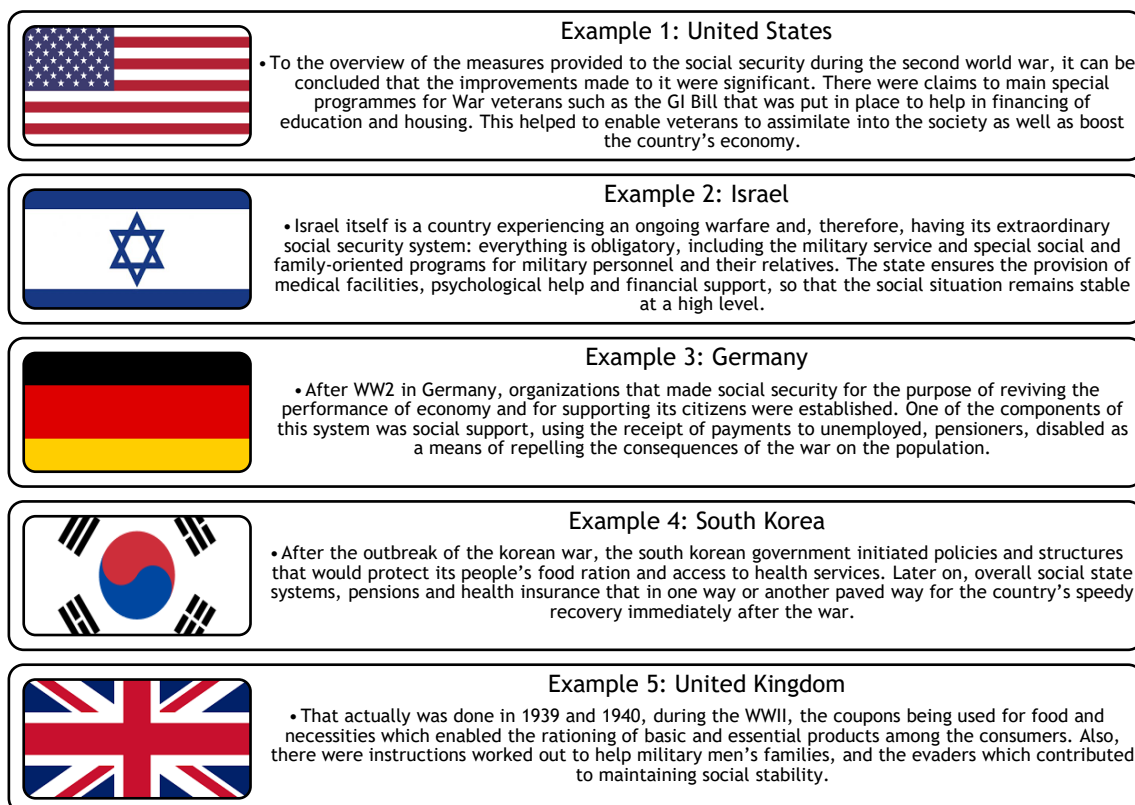 Example 1: United States
• To the overview of the measures provided to the social security during the second world war, it can be
concluded that the improvements made to it were significant. There were claims to main special
programmes for War veterans such as the GI Bill that was put in place to help in financing of
education and housing. This helped to enable veterans to assimilate into the society as well as boost
the country’s economy.
Example 2: Israel
• Israel itself is a country experiencing an ongoing warfare and, therefore, having its extraordinary
social security system: everything is obligatory, including the military service and special social and
family-oriented programs for military personnel and their relatives. The state ensures the provision of
medical facilities, psychological help and financial support, so that the social situation remains stable
at a high level.
Example 3: Germany
• After WW2 in Germany, organizations that made social security for the purpose of reviving the
performance of economy and for supporting its citizens were established. One of the components of
this system was social support, using the receipt of payments to unemployed, pensioners, disabled as
a means of repelling the consequences of the war on the population.
Example 4: South Korea
• After the outbreak of the korean war, the south korean government initiated policies and structures
that would protect its people’s food ration and access to health services. Later on, overall social state
systems, pensions and health insurance that in one way or another paved way for the country’s speedy
recovery immediately after the war.
Example 5: United Kingdom
• That actually was done in 1939 and 1940, during the WWII, the coupons being used for food and
necessities which enabled the rationing of basic and essential products among the consumers. Also,
there were instructions worked out to help military men’s families, and the evaders which contributed
to maintaining social stability.